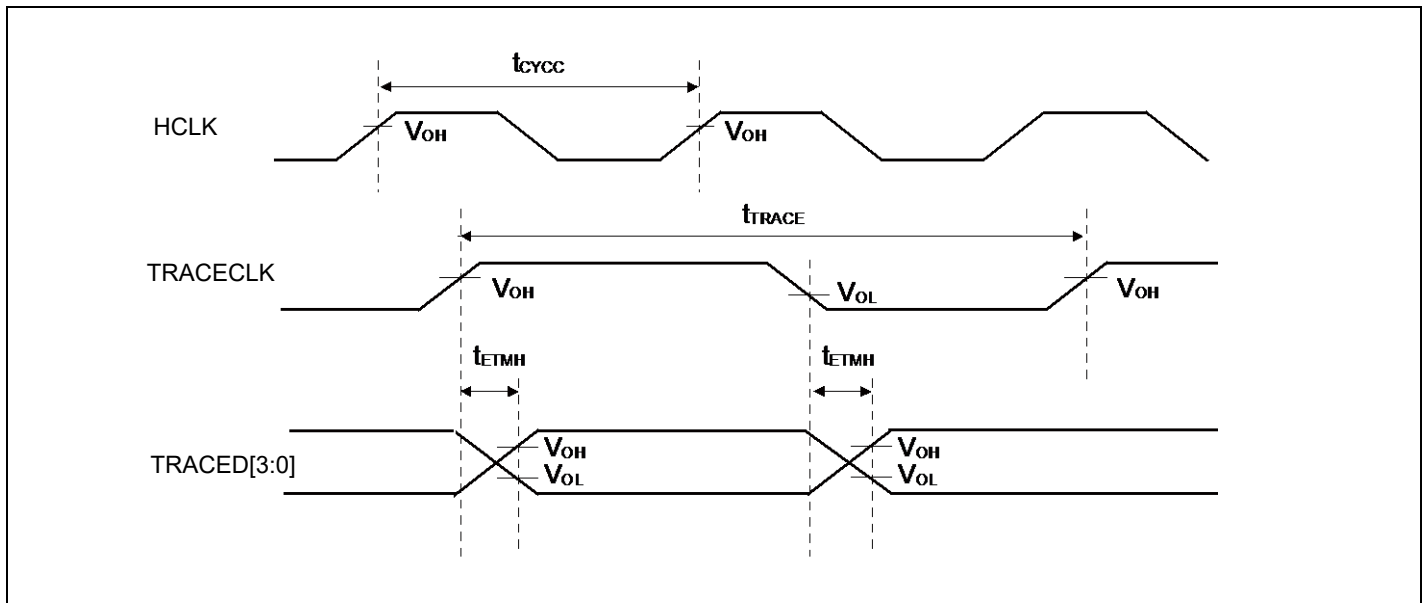 tCYCC
HCLK
VOH
VOH
tTRACE
TRACECLK
VOH
VOL
VOH
tETMH
tETMH
TRACED[3:0]
VOH
VOL
VOH
VOL